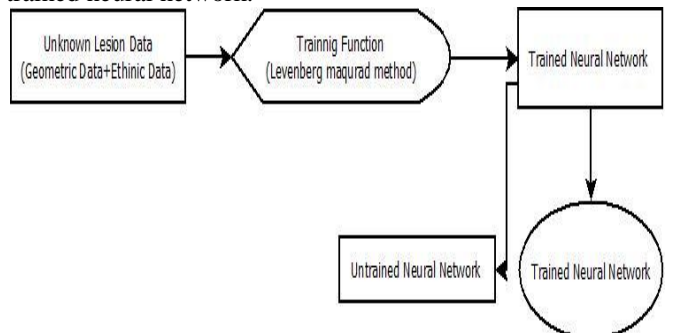 trained neural network.
Unknown Lesion Data
(Geometric Data+Ethinic Data)
Trainnig Function
(Levenberg maqurad method)
Trained Neural Network
Untrained Neural Network
Trained Neural Network